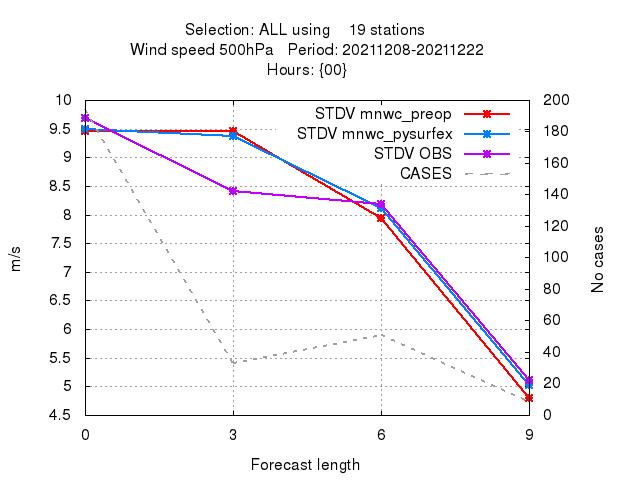 Selection: ALL using 19 stations
Wind speed 500hPa Period: 20211208-20211222
Hours: {00}
STDV mnwc_preop
STDV mnwc_pysurfex
STDV OBS
CASES
10
9.5
9
8.5
8
7.5
7
6.5
6
5.5
5
4.5
m/s
200
180
160
140
120
100
80
60
40
20
0
No cases
0 3 6 9
Forecast length